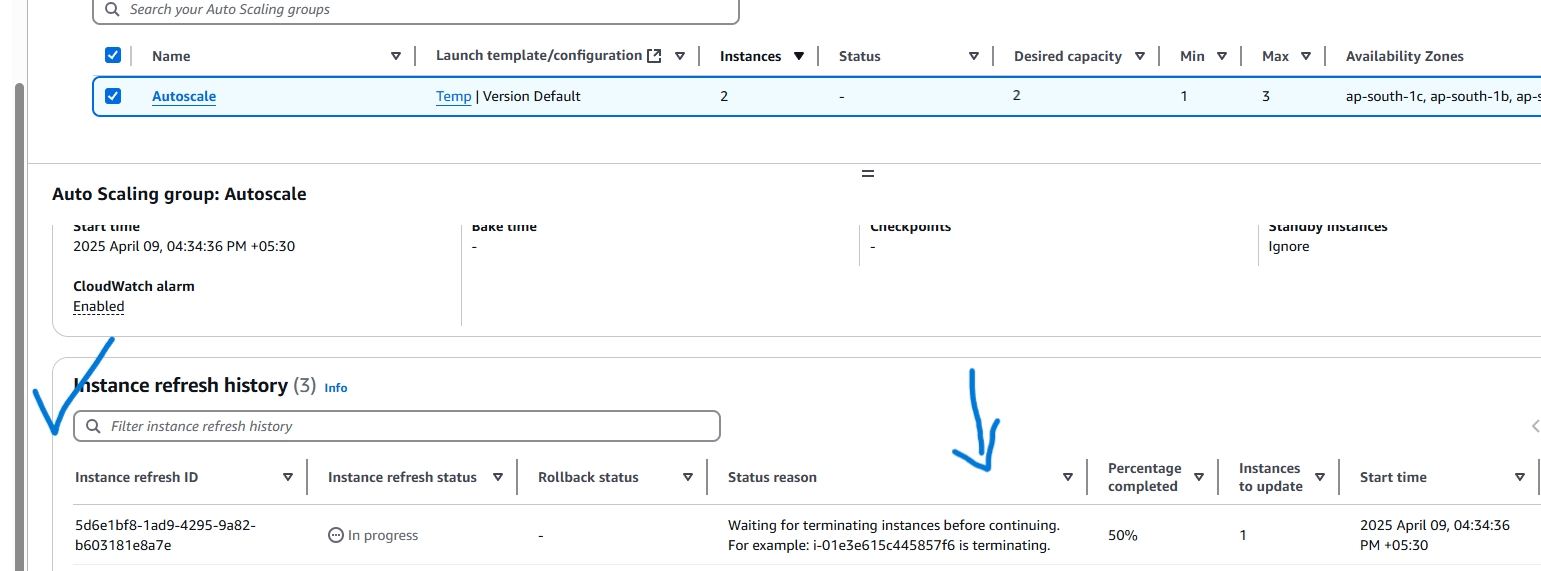 Search your Auto Scaling groups
Name Launch template/configuration Instances Status Desired capacity Min Max Availability Zones
Autoscale Temp | Version Default 2 - 2 1 3 ap-south-1c, ap-south-1b, ap-s
Auto Scaling group: Autoscale
Start time Bake time Checkpoints Standby instances
2025 April 09, 04:34:36 PM +05:30 - - Ignore
CloudWatch alarm
Enabled
Instance refresh history (3) Info
Filter instance refresh history
Instance refresh ID Instance refresh status Rollback status Status reason Percentage completed Instances to update Start time
5d6e1bf8-1ad9-4295-9a82- Waiting for terminating instances before continuing. 2025 April 09, 04:34:36
In progress - 50% 1
b603181e8a7e For example: i-01e3e615c445857f6 is terminating. PM +05:30